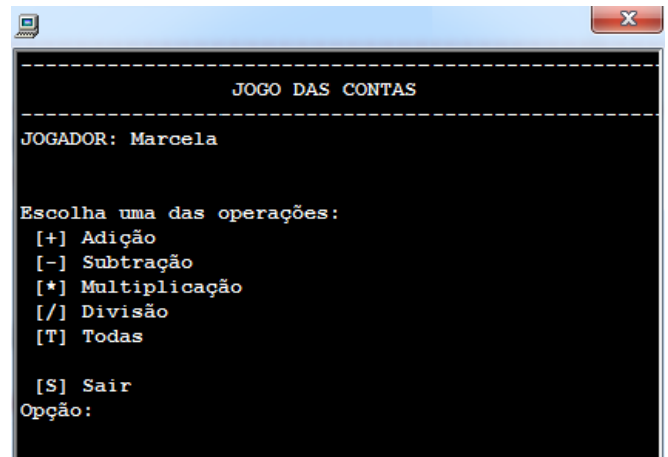 ------------------------------------------------------
JOGO DAS CONTAS
------------------------------------------------------
JOGADOR: Marcela
Escolha uma das operações:
[+] Adição
[-] Subtração
[*] Multiplicação
[/] Divisão
[T] Todas
[S] Sair
Opção: